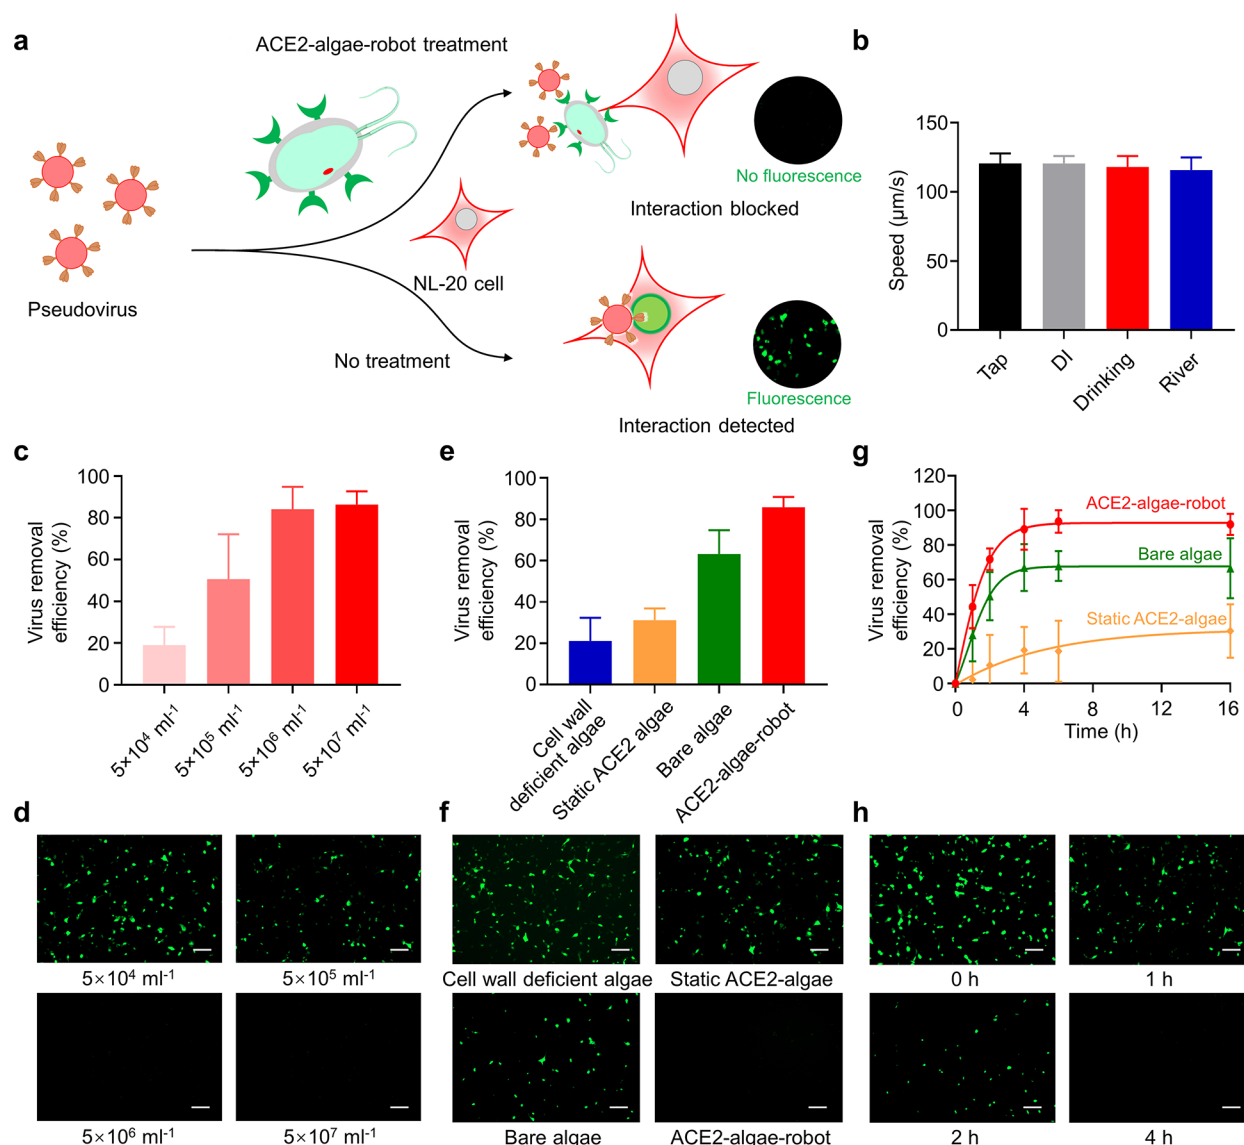 a
ACE2-algae-robot treatment
Pseudovirus
NL-20 cell
No treatment
No fluorescence
Interaction blocked
Fluorescence
Interaction detected
b
Speed (µm/s)
150
100
50
0
Tap
DI
Drinking
River
c
Virus removal
efficiency (%)
100
80
60
40
20
0
5×10⁴ ml⁻¹
5×10⁵ ml⁻¹
5×10⁶ ml⁻¹
5×10⁷ ml⁻¹
e
Virus removal
efficiency (%)
100
80
60
40
20
0
Cell wall
deficient algae
Static ACE2 algae
Bare algae
ACE2-algae-robot
g
Virus removal
efficiency (%)
120
100
80
60
40
20
0
ACE2-algae-robot
Bare algae
Static ACE2-algae
0
4
8
12
16
Time (h)
d
5×10⁴ ml⁻¹
5×10⁵ ml⁻¹
5×10⁶ ml⁻¹
5×10⁷ ml⁻¹
f
Cell wall deficient algae
Static ACE2-algae
Bare algae
ACE2-algae-robot
h
0 h
1 h
2 h
4 h